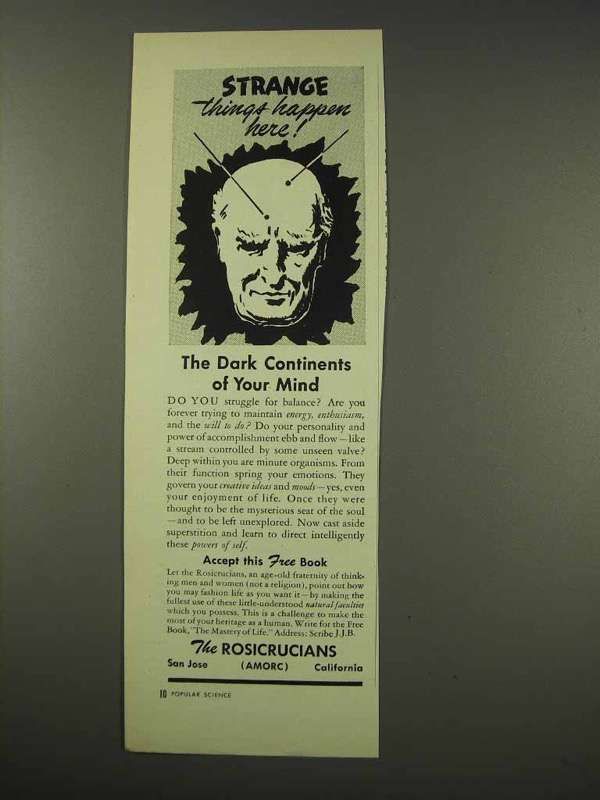 STRANGE
things happen
here!
The Dark Continents
of Your Mind
DO YOU struggle for balance? Are you
forever trying to maintain energy, enthusiasm,
and the will to do? Do your personality and
power of accomplishment ebb and flow—like
a stream controlled by some unseen valve?
Deep within you are minute organisms. From
their function spring your emotions. They
govern your creative ideas and moods—yes, even
your enjoyment of life. Once they were
thought to be the mysterious seat of the soul
—and to be left unexplored. Now cast aside
superstition and learn to direct intelligently
these powers of self.
Accept this Free Book
Let the Rosicrucians, an age-old fraternity of think-
ing men and women (not a religion), point out how
you may fashion life as you want it—by making the
fullest use of these little-understood natural faculties
which you possess. This is a challenge to make the
most of your heritage as a human. Write for the Free
Book, "The Mastery of Life." Address: Scribe J.J.B.
The ROSICRUCIANS
San Jose (AMORC) California
10 POPULAR SCIENCE